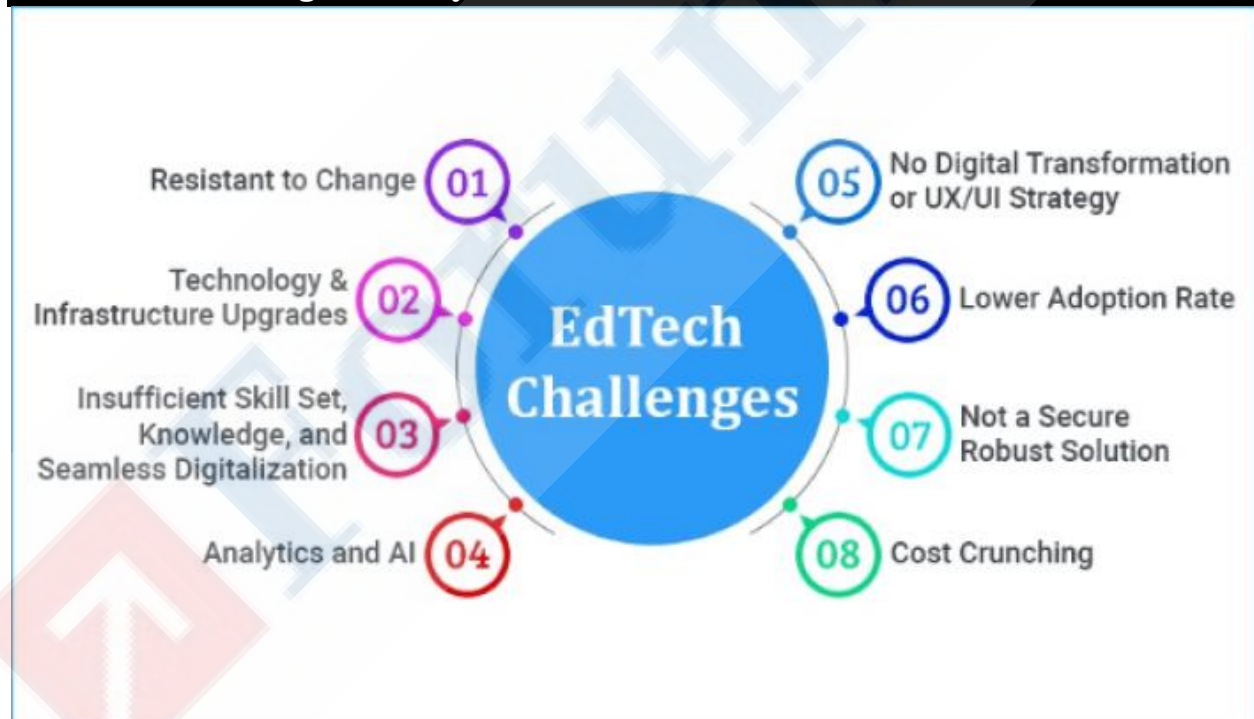 Resistant to Change
01
Technology &
Infrastructure Upgrades
02
Insufficient Skill Set,
Knowledge, and
Seamless Digitalization
03
Analytics and AI
04
EdTech
Challenges
05
No Digital Transformation
or UX/UI Strategy
06
Lower Adoption Rate
07
Not a Secure
Robust Solution
08
Cost Crunching